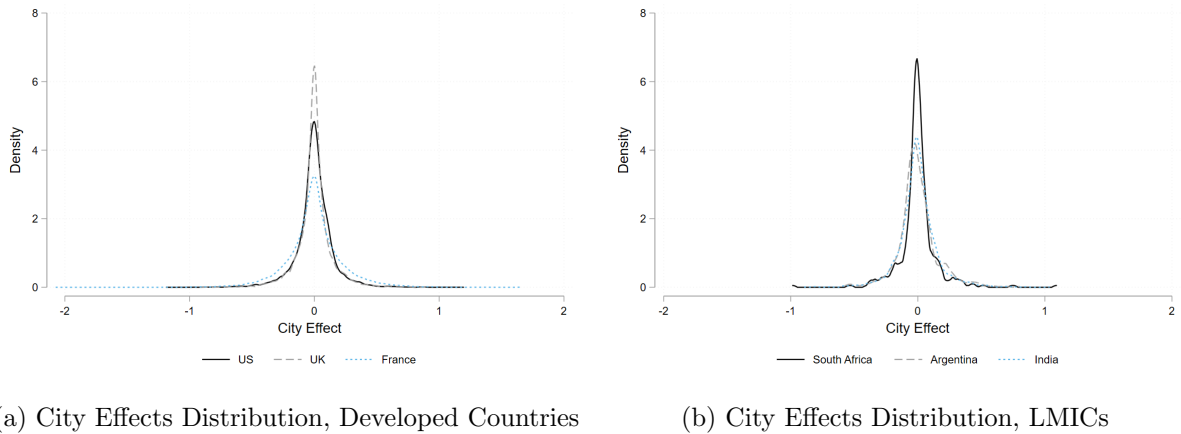 8
6
4
2
0
Density
-2 -1 0 1 2
City Effect
US UK France
a) City Effects Distribution, Developed Countries
8
6
4
2
0
Density
-2 -1 0 1 2
City Effect
South Africa Argentina India
(b) City Effects Distribution, LMICs